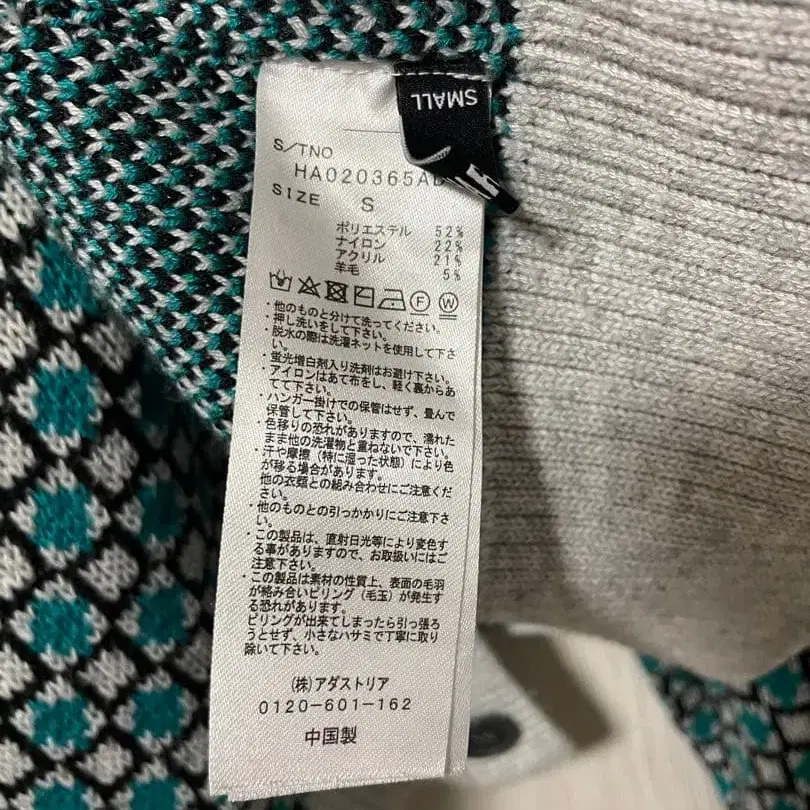 SMALL
S/TNO
HA020365AD
SIZE S
ポリエステル 52%
ナイロン 22%
アクリル 21%
羊毛 5%
F W
・他のものと分けて洗ってください。
・押し洗いをして下さい。
・脱水の際は洗濯ネットを使用して下さ
い。
・蛍光増白剤入り洗剤はお避け下さい。
・アイロンはあて布をし、軽く裏からあ
てて下さい。
・ハンガー掛けでの保管はせず、畳んで
保管して下さい。
・色移りの恐れがありますので、濡れた
まま他の洗濯物と重ねないで下さい。
・汗や摩擦（特に湿った状態）により色
が移る場合があります。
他の衣類との組み合わせにご注意くだ
さい。
・他のものとの引っかかりにご注意下さ
い。
・この製品は、直射日光等により変色す
る事がありますので、お取扱いにはご
注意下さい。
・この製品は素材の性質上、表面の毛羽
が絡み合いピリング（毛玉）が発生す
る恐れがあります。
ピリングが出来てしまったら引っ張ろ
うとせず、小さなハサミで丁寧に取り
除いて下さい。
(株)アダストリア
0120-601-162
中国製